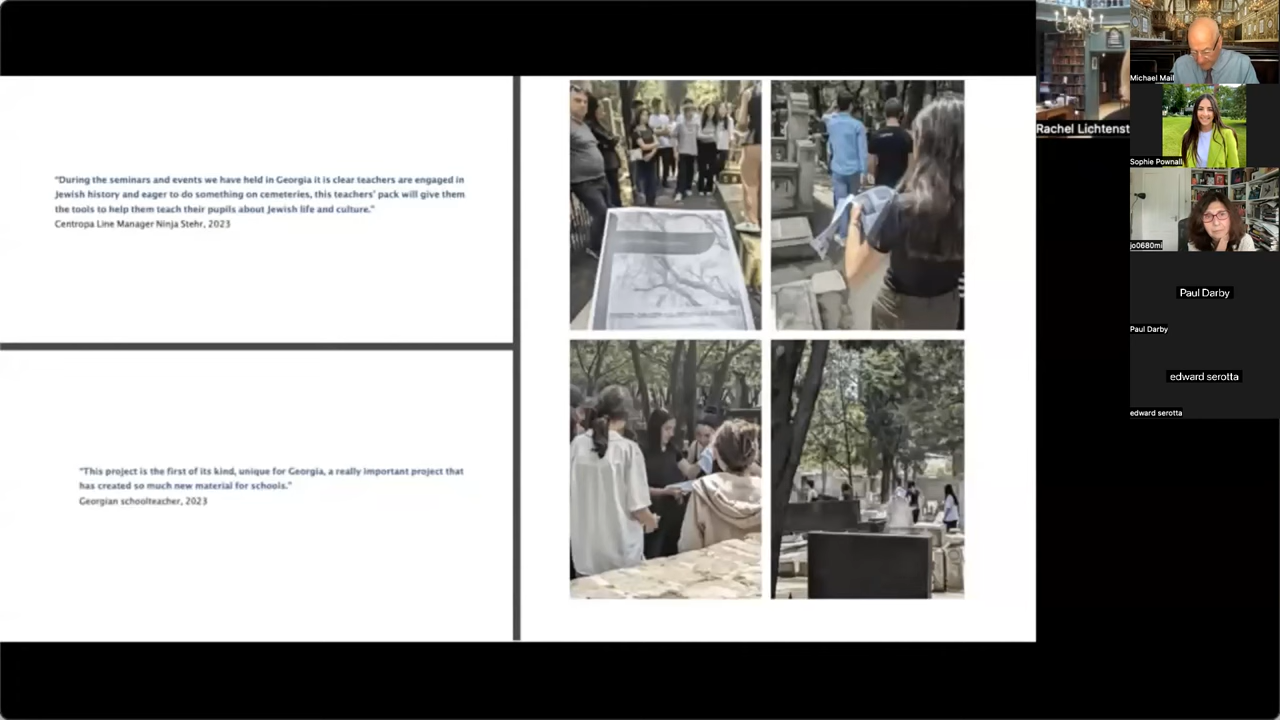 "During the seminars and events we have held in Georgia it is clear teachers are engaged in
Jewish history and eager to do something on cemeteries, this teachers' pack will give them
the tools to help them teach their pupils about Jewish life and culture."
Centropa Line Manager Ninja Stehr, 2023
"This project is the first of its kind, unique for Georgia, a really important project that
has created so much new material for schools."
Georgian schoolteacher, 2023
Rachel Lichtenst
Michael Mail
Sophie Pownall
jo0680mi
Paul Darby
Paul Darby
edward serotta
edward serotta